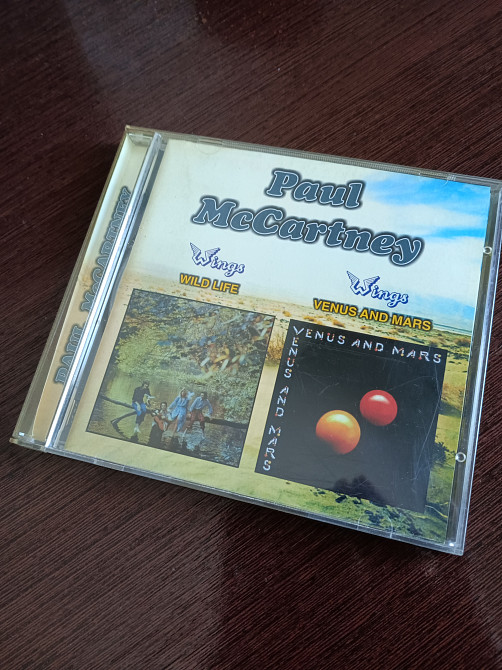 Paul
McCartney
Wings
WILD LIFE
Wings
VENUS AND MARS
VENUS AND MARS
VENUS AND MARS
PAUL McCARTNEY